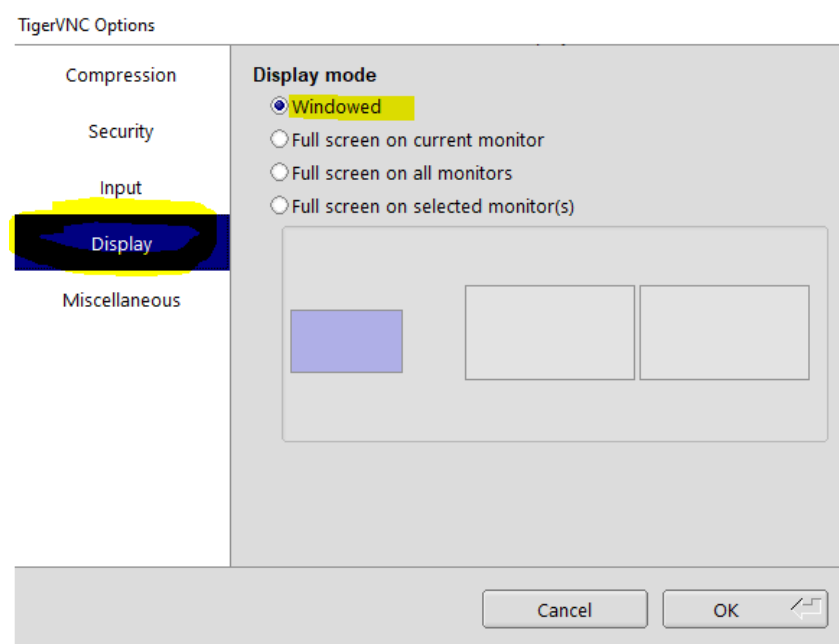 TigerVNC Options
Compression
Security
Input
Display
Miscellaneous
Display mode
Windowed
Full screen on current monitor
Full screen on all monitors
Full screen on selected monitor(s)
Cancel
OK